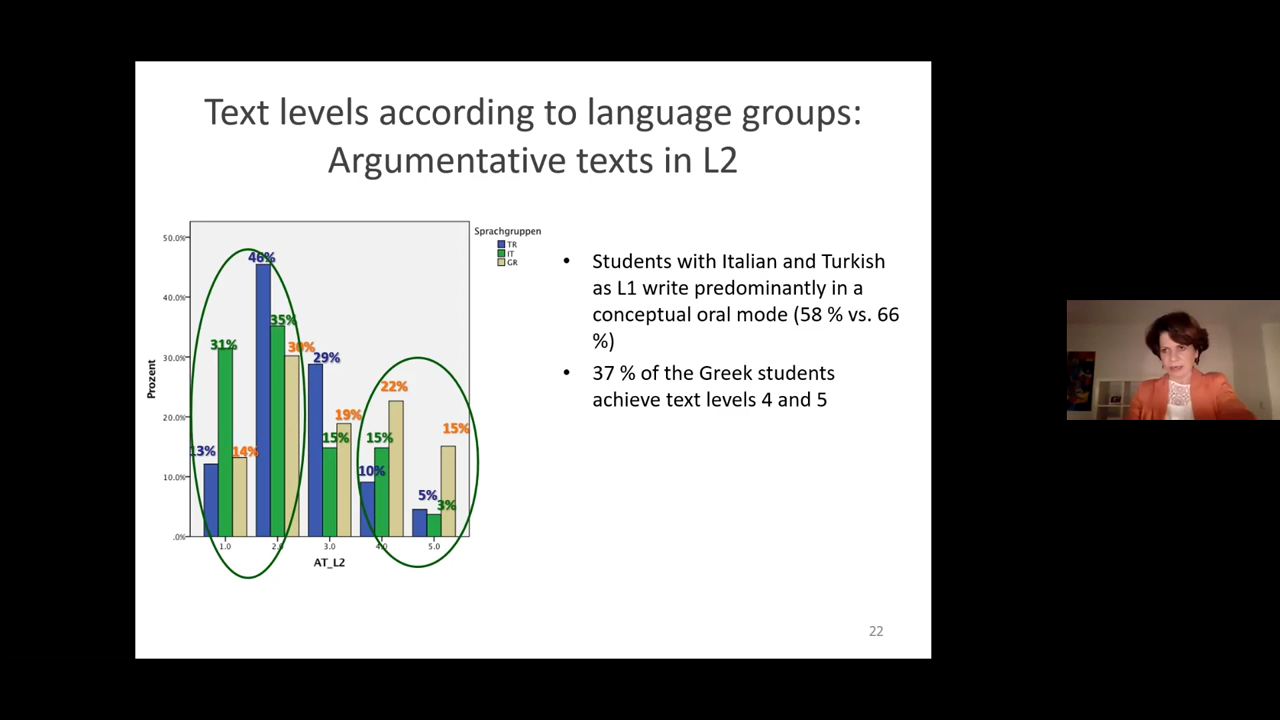 Text levels according to language groups:
Argumentative texts in L2
Sprachgruppen
TR
IT
GR
50.0%
40.0%
30.0%
20.0%
10.0%
.0%
Prozent
13%
31%
14%
46%
35%
30%
29%
15%
19%
10%
15%
22%
5%
3%
15%
1.0
2.0
3.0
4.0
5.0
AT_L2
• Students with Italian and Turkish
as L1 write predominantly in a
conceptual oral mode (58 % vs. 66
%)
• 37 % of the Greek students
achieve text levels 4 and 5
22